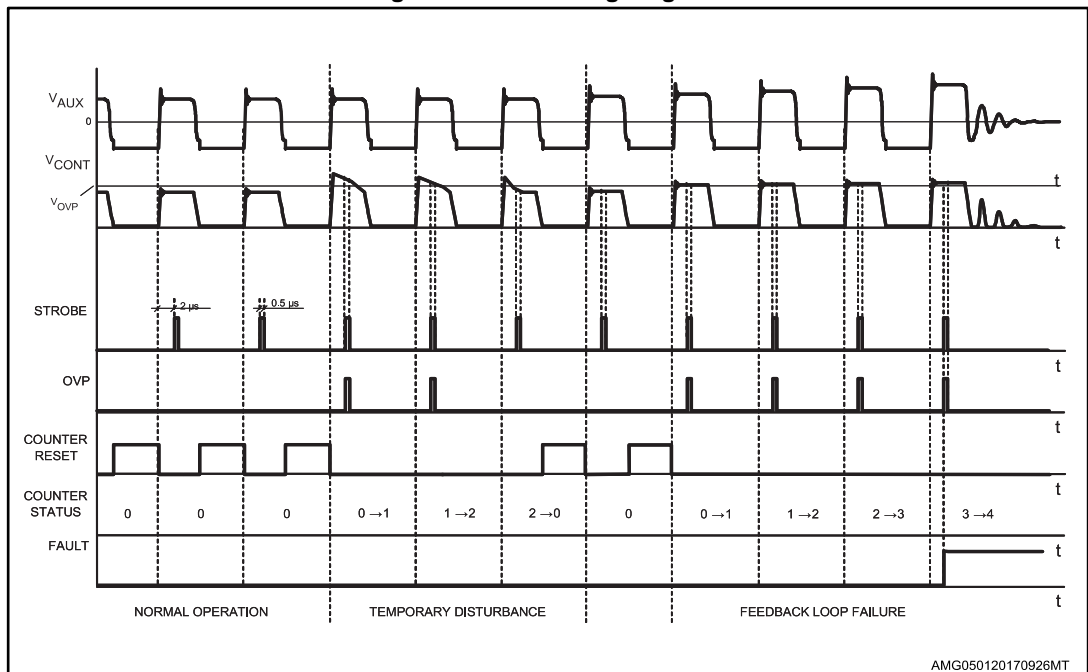 VAUX
0
VCONT
t
VOVP
t
STROBE
2 µs
0.5 µs
t
OVP
t
COUNTER
RESET
t
COUNTER
STATUS
0
0
0
0→1
1→2
2→0
0
0→1
1→2
2→3
3→4
FAULT
t
t
NORMAL OPERATION
TEMPORARY DISTURBANCE
FEEDBACK LOOP FAILURE
AMG050120170926MT